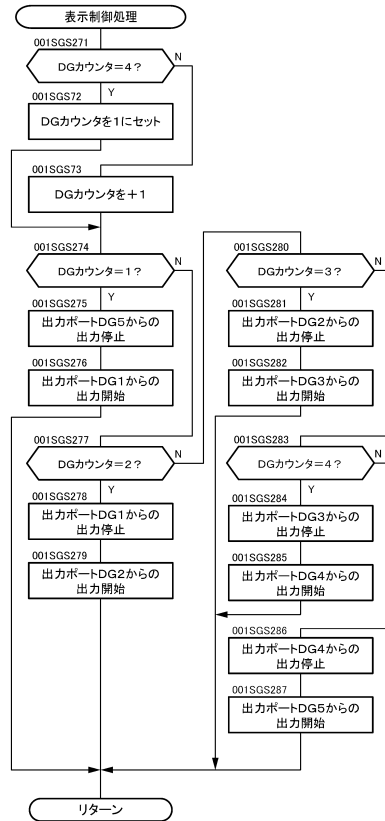 表示制御処理
001SGS271
DGカウンタ=4?
N
Y
001SGS72
DGカウンタを1にセット
001SGS73
DGカウンタを+1
001SGS274
DGカウンタ=1?
N
Y
001SGS275
出力ポートDG5からの
出力停止
001SGS276
出力ポートDG1からの
出力開始
001SGS277
DGカウンタ=2?
N
Y
001SGS278
出力ポートDG1からの
出力停止
001SGS279
出力ポートDG2からの
出力開始
001SGS280
DGカウンタ=3?
N
Y
001SGS281
出力ポートDG2からの
出力停止
001SGS282
出力ポートDG3からの
出力開始
001SGS283
DGカウンタ=4?
N
Y
001SGS284
出力ポートDG3からの
出力停止
001SGS285
出力ポートDG4からの
出力開始
001SGS286
出力ポートDG4からの
出力停止
001SGS287
出力ポートDG5からの
出力開始
リターン